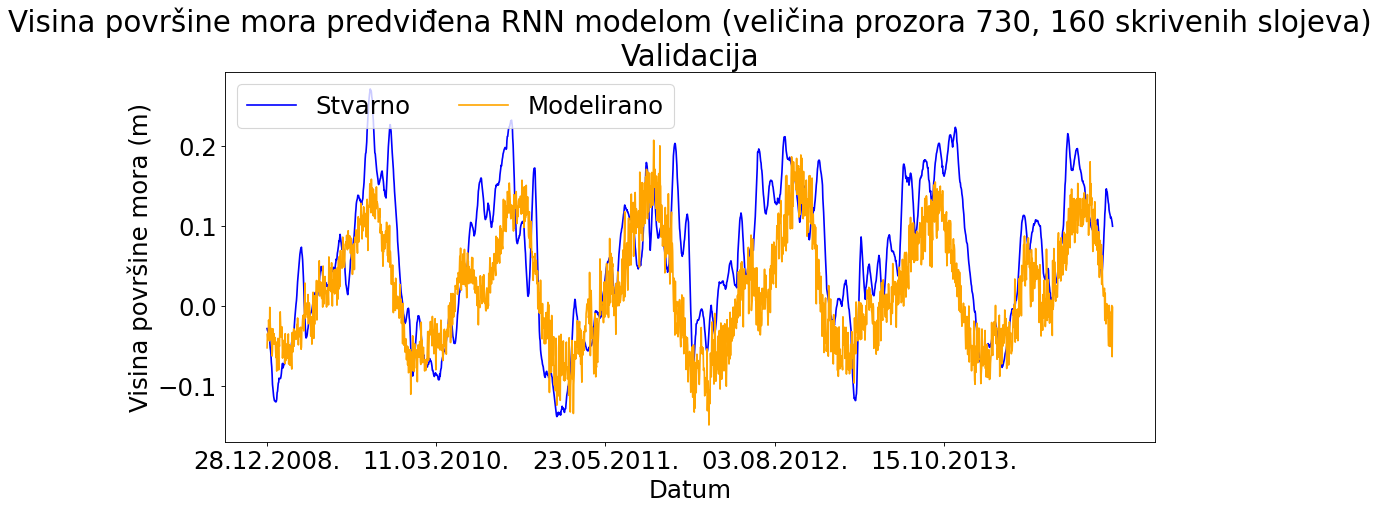 Visina površine mora predviđena RNN modelom (veličina prozora 730, 160 skrivenih slojeva)
Validacija
Stvarno
Modelirano
Visina površine mora (m)
0.2
0.1
0.0
−0.1
28.12.2008.
11.03.2010.
23.05.2011.
03.08.2012.
15.10.2013.
Datum